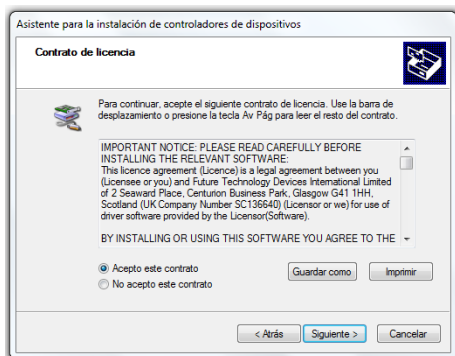 Asistente para la instalación de controladores de dispositivos
Contrato de licencia
Para continuar, acepte el siguiente contrato de licencia. Use la barra de
desplazamiento o presione la tecla Av Pág para leer el resto del contrato.
IMPORTANT NOTICE: PLEASE READ CAREFULLY BEFORE
INSTALLING THE RELEVANT SOFTWARE:
This licence agreement (Licence) is a legal agreement between you
(Licensee or you) and Future Technology Devices International Limited
of 2 Seaward Place, Centurion Business Park, Glasgow G41 1HH,
Scotland (UK Company Number SC136640) (Licensor or we) for use of
driver software provided by the Licensor(Software).
BY INSTALLING OR USING THIS SOFTWARE YOU AGREE TO THE
Acepto este contrato
No acepto este contrato
Guardar como
Imprimir
< Atrás
Siguiente >
Cancelar